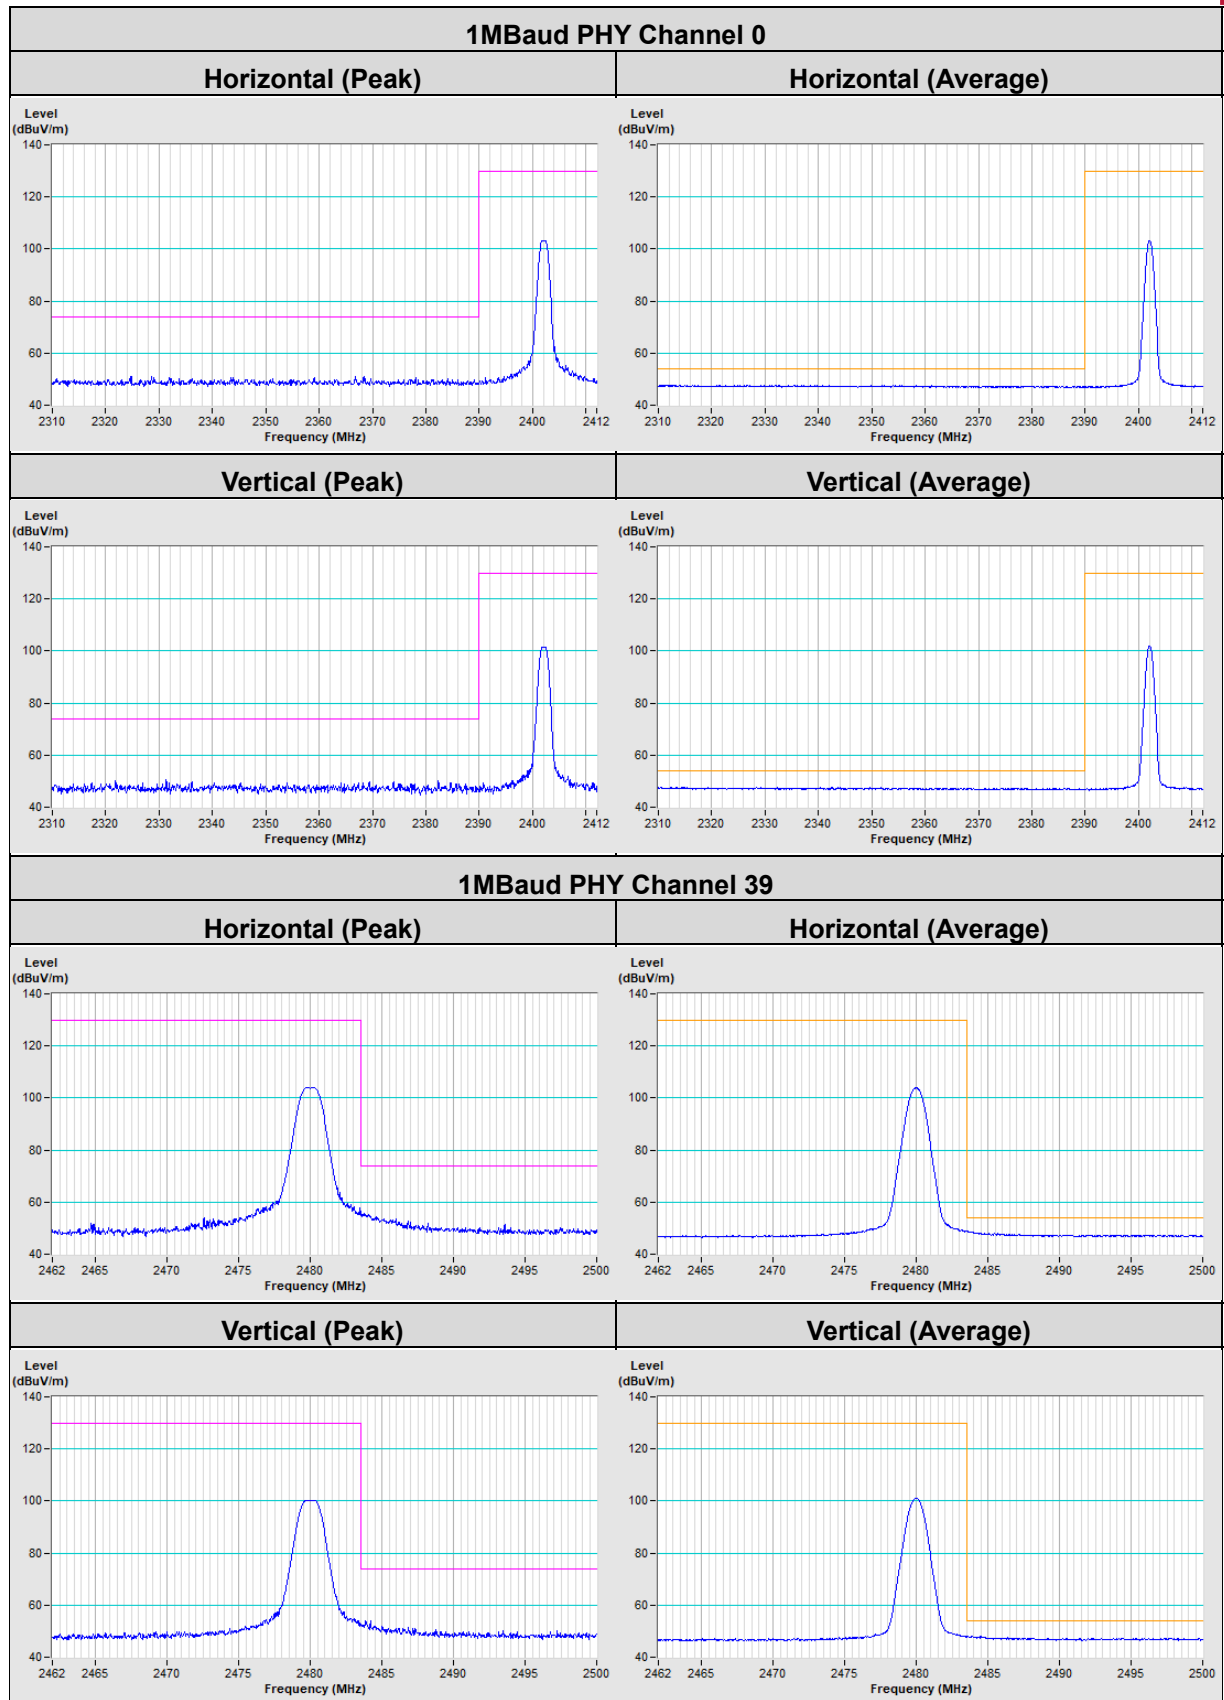 1MBaud PHY Channel 0
Horizontal (Peak) Horizontal (Average)
Level
(dBuV/m)
140
120
100
80
60
40
2310 2320 2330 2340 2350 2360 2370 2380 2390 2400 2412
Frequency (MHz)
Level
(dBuV/m)
140
120
100
80
60
40
2310 2320 2330 2340 2350 2360 2370 2380 2390 2400 2412
Frequency (MHz)
Vertical (Peak) Vertical (Average)
Level
(dBuV/m)
140
120
100
80
60
40
2310 2320 2330 2340 2350 2360 2370 2380 2390 2400 2412
Frequency (MHz)
Level
(dBuV/m)
140
120
100
80
60
40
2310 2320 2330 2340 2350 2360 2370 2380 2390 2400 2412
Frequency (MHz)
1MBaud PHY Channel 39
Horizontal (Peak) Horizontal (Average)
Level
(dBuV/m)
140
120
100
80
60
40
2462 2465 2470 2475 2480 2485 2490 2495 2500
Frequency (MHz)
Level
(dBuV/m)
140
120
100
80
60
40
2462 2465 2470 2475 2480 2485 2490 2495 2500
Frequency (MHz)
Vertical (Peak) Vertical (Average)
Level
(dBuV/m)
140
120
100
80
60
40
2462 2465 2470 2475 2480 2485 2490 2495 2500
Frequency (MHz)
Level
(dBuV/m)
140
120
100
80
60
40
2462 2465 2470 2475 2480 2485 2490 2495 2500
Frequency (MHz)